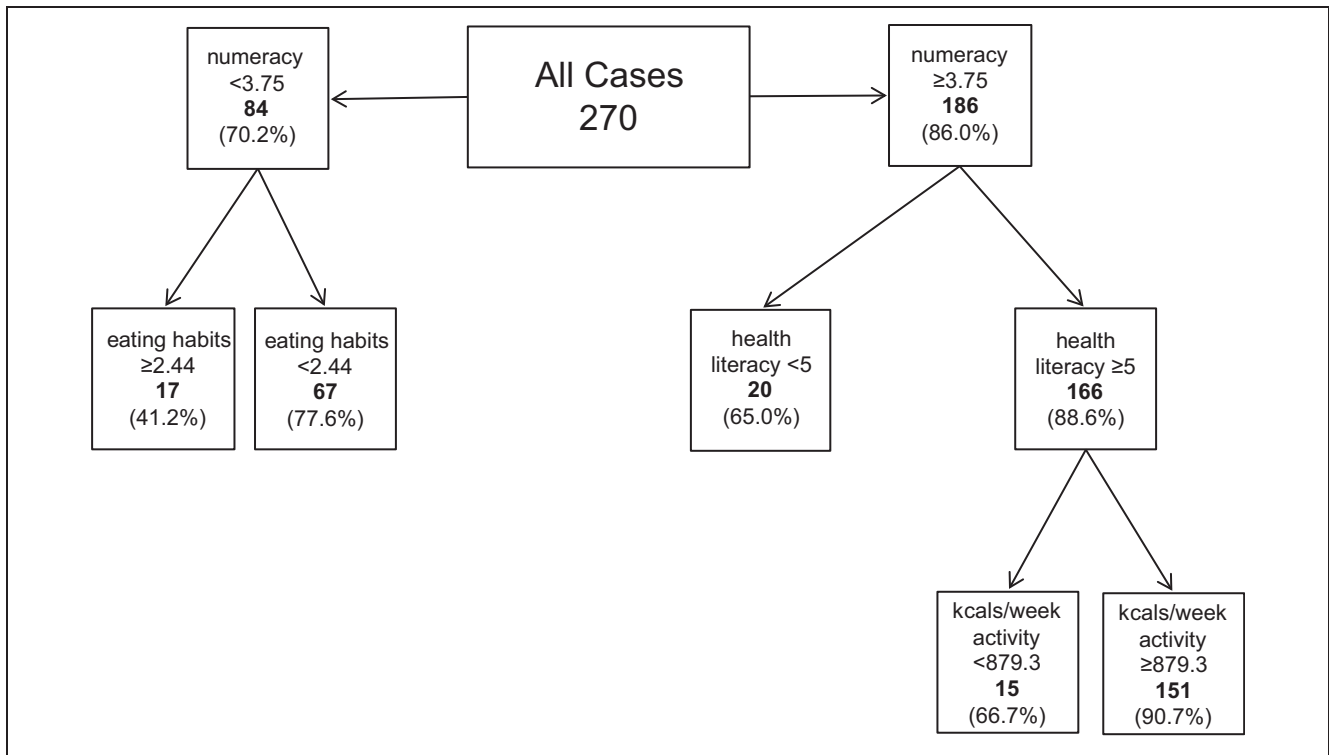 All Cases
270
numeracy
<3.75
84
(70.2%)
numeracy
≥3.75
186
(86.0%)
eating habits
≥2.44
17
(41.2%)
eating habits
<2.44
67
(77.6%)
health
literacy <5
20
(65.0%)
health
literacy ≥5
166
(88.6%)
kcals/week
activity
<879.3
15
(66.7%)
kcals/week
activity
≥879.3
151
(90.7%)